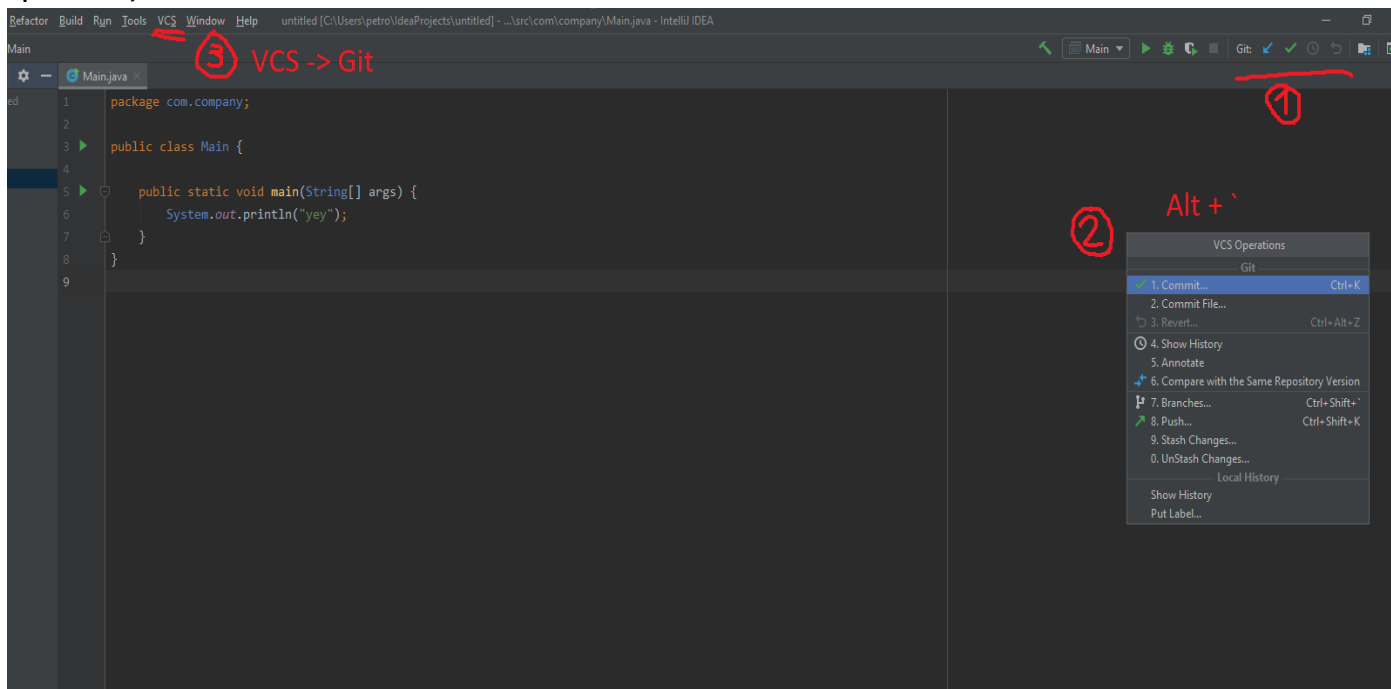 Refactor Build Run Tools VCS Window Help untitled [C:\Users\petro\IdeaProjects\untitled] - ...\src\com\company\Main.java - IntelliJ IDEA
Main
3 VCS -> Git
Main Git:
1
Main.java
ed
1 package com.company;
2
3 public class Main {
4
5 public static void main(String[] args) {
6 System.out.println("yey");
7 }
8 }
9
Alt + `
2
VCS Operations
Git
1. Commit... Ctrl+K
2. Commit File...
3. Revert... Ctrl+Alt+Z
4. Show History
5. Annotate
6. Compare with the Same Repository Version
7. Branches... Ctrl+Shift+`
8. Push... Ctrl+Shift+K
9. Stash Changes...
0. UnStash Changes...
Local History
Show History
Put Label...